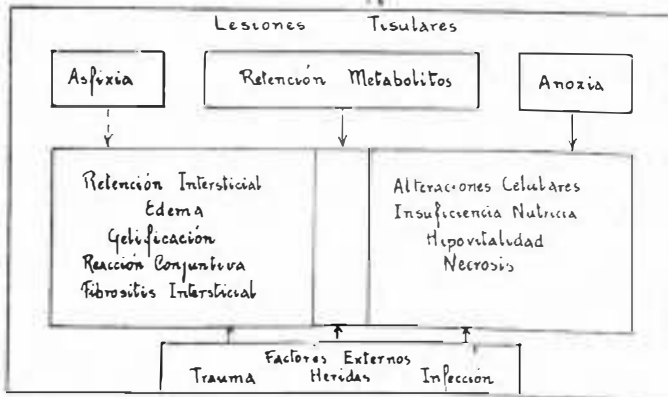 Lesiones Tisulares
Asfixia
Retención Metabolitos
Anoxia
Retención Intersticial
Edema
Gelificación
Reacción Conjuntiva
Fibrositis Intersticial
Alteraciones Celulares
Insuficiencia Nutricia
Hipovitalidad
Necrosis
Factores Externos
Trauma Heridas Infección